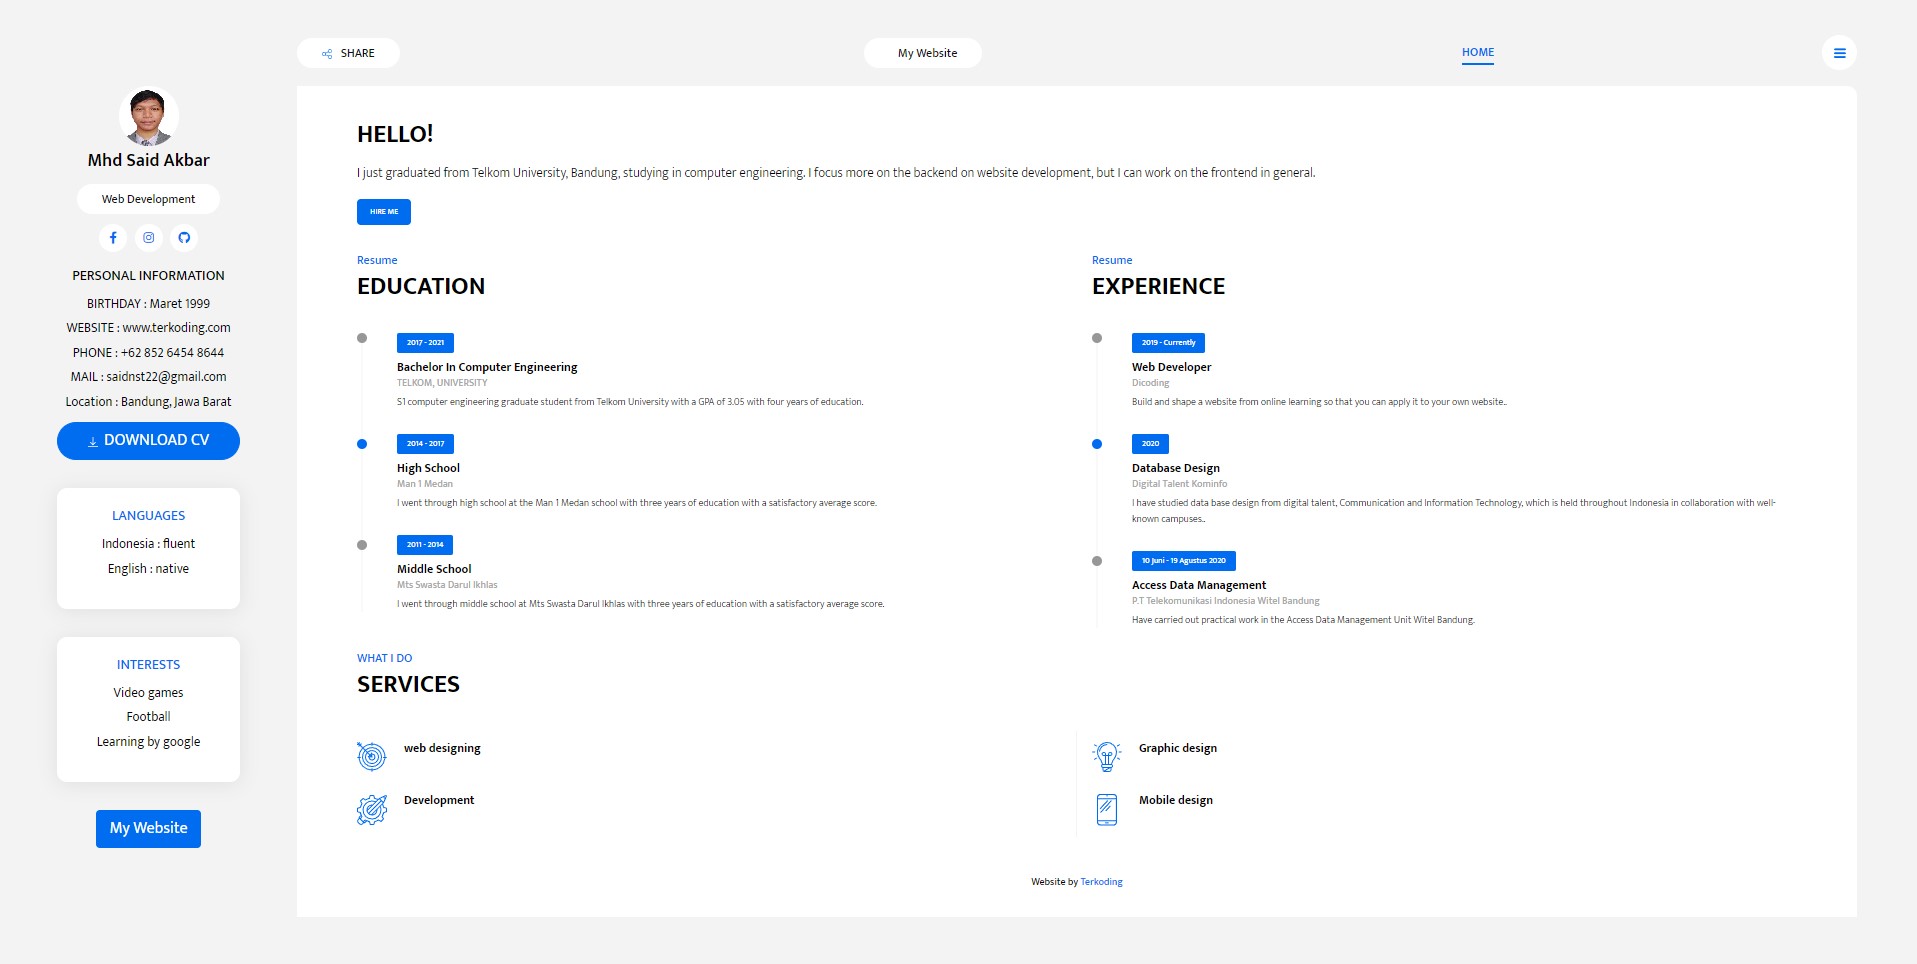 SHARE
My Website
HOME
Mhd Said Akbar
Web Development
PERSONAL INFORMATION
BIRTHDAY : Maret 1999
WEBSITE : www.terkoding.com
PHONE : +62 852 6454 8644
MAIL : saidnst22@gmail.com
Location : Bandung, Jawa Barat
DOWNLOAD CV
LANGUAGES
Indonesia : fluent
English : native
INTERESTS
Video games
Football
Learning by google
My Website
HELLO!
I just graduated from Telkom University, Bandung, studying in computer engineering. I focus more on the backend on website development, but I can work on the frontend in general.
HIRE ME
Resume
EDUCATION
2017 - 2021
Bachelor In Computer Engineering
TELKOM, UNIVERSITY
S1 computer engineering graduate student from Telkom University with a GPA of 3.05 with four years of education.
2014 - 2017
High School
Man 1 Medan
I went through high school at the Man 1 Medan school with three years of education with a satisfactory average score.
2011 - 2014
Middle School
Mts Swasta Darul Ikhlas
I went through middle school at Mts Swasta Darul Ikhlas with three years of education with a satisfactory average score.
Resume
EXPERIENCE
2019 - Currently
Web Developer
Dicoding
Build and shape a website from online learning so that you can apply it to your own website..
2020
Database Design
Digital Talent Kominfo
I have studied data base design from digital talent, Communication and Information Technology, which is held throughout Indonesia in collaboration with well-
known campuses..
10 Juni - 19 Agustus 2020
Access Data Management
P.T Telekomunikasi Indonesia Witel Bandung
Have carried out practical work in the Access Data Management Unit Witel Bandung.
WHAT I DO
SERVICES
web designing
Graphic design
Development
Mobile design
Website by Terkoding